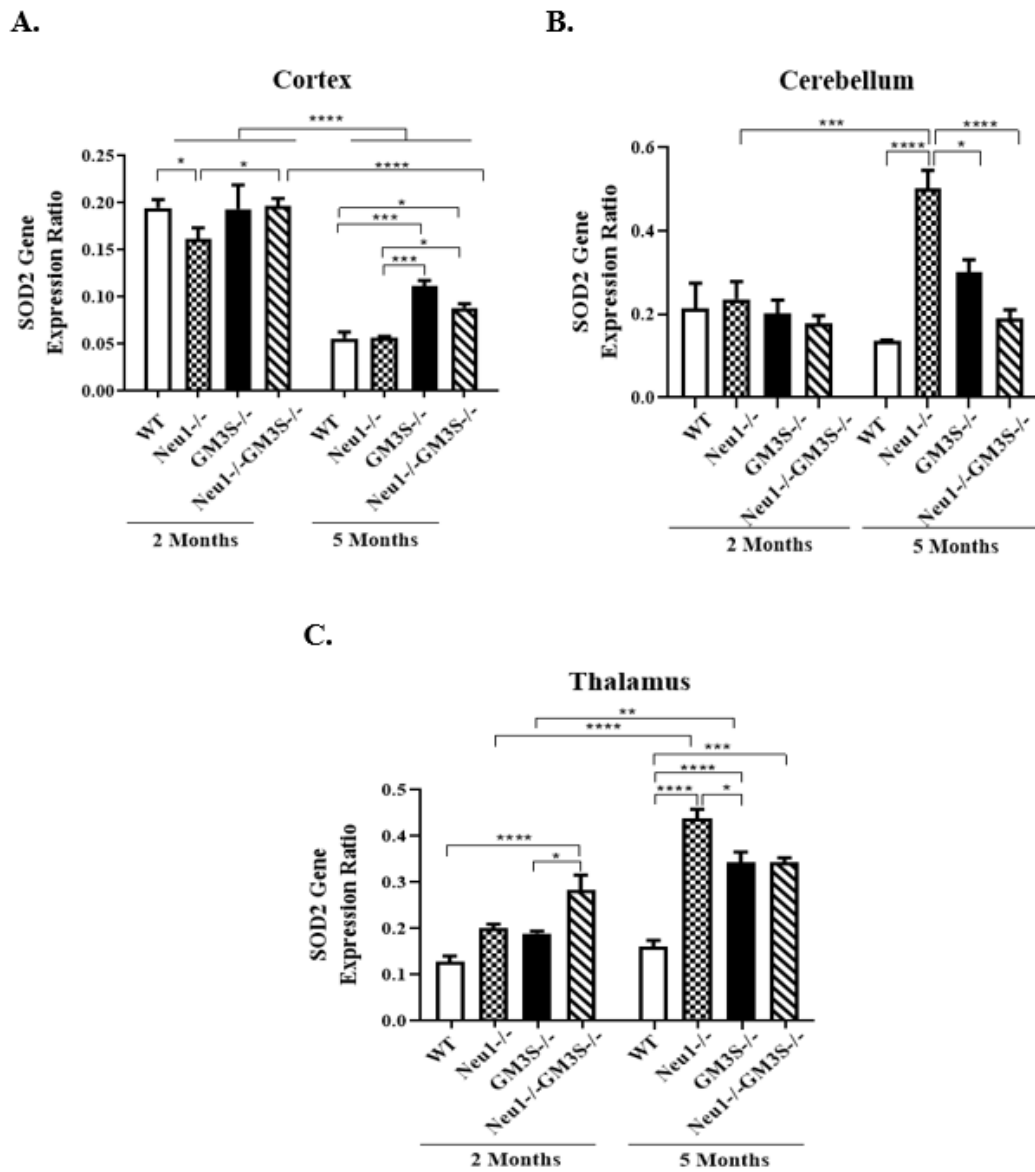 A.
Cortex
****
* * ****
*
***
*
***
SOD2 Gene
Expression Ratio
0.25
0.20
0.15
0.10
0.05
0.00
WT
Neu1-/-
GM3S-/-
Neu1-/-GM3S-/-
WT
Neu1-/-
GM3S-/-
Neu1-/-GM3S-/-
2 Months
5 Months
B.
Cerebellum
*** ****
**** *
SOD2 Gene
Expression Ratio
0.6
0.4
0.2
0.0
WT
Neu1-/-
GM3S-/-
Neu1-/-GM3S-/-
WT
Neu1-/-
GM3S-/-
Neu1-/-GM3S-/-
2 Months
5 Months
C.
Thalamus
**
****
***
****
**** *
****
*
SOD2 Gene
Expression Ratio
0.5
0.4
0.3
0.2
0.1
0.0
WT
Neu1-/-
GM3S-/-
Neu1-/-GM3S-/-
WT
Neu1-/-
GM3S-/-
Neu1-/-GM3S-/-
2 Months
5 Months